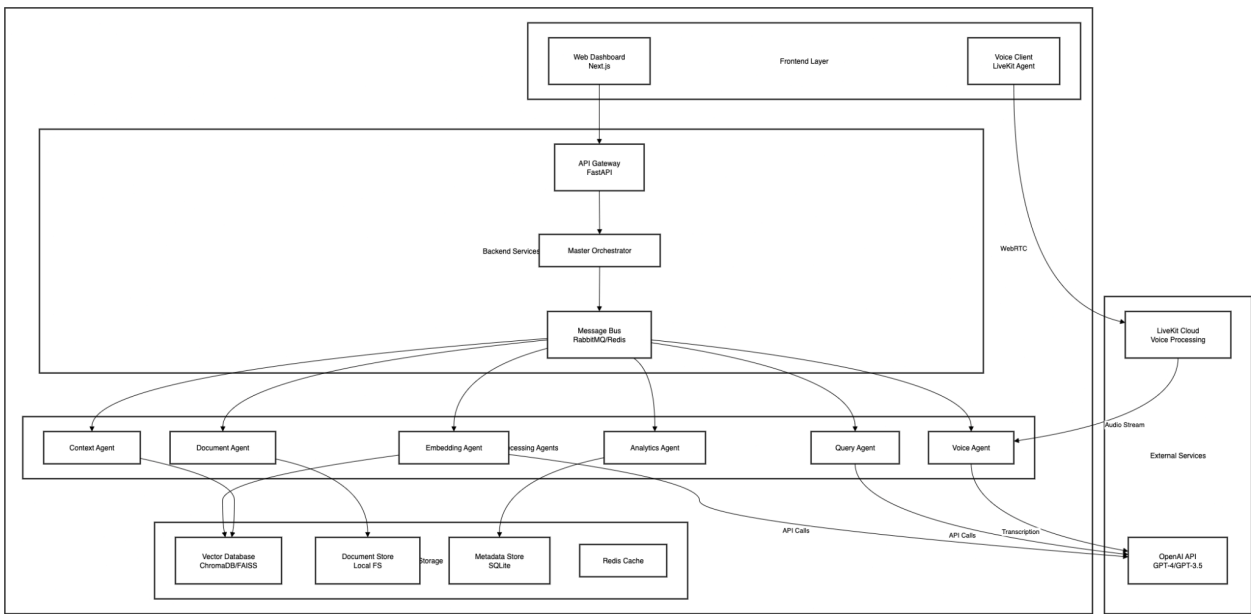 Web Dashboard
Next.js
Frontend Layer
Voice Client
LiveKit Agent
API Gateway
FastAPI
Backend Services
Master Orchestrator
WebRTC
Message Bus
RabbitMQ/Redis
LiveKit Cloud
Voice Processing
Audio Stream
Context Agent
Document Agent
Embedding Agent
cessing Agents
Analytics Agent
Query Agent
Voice Agent
External Services
API Calls
API Calls
Transcription
Vector Database
ChromaDB/FAISS
Document Store
Local FS
Storage
Metadata Store
SQLite
Redis Cache
OpenAI API
GPT-4/GPT-3.5